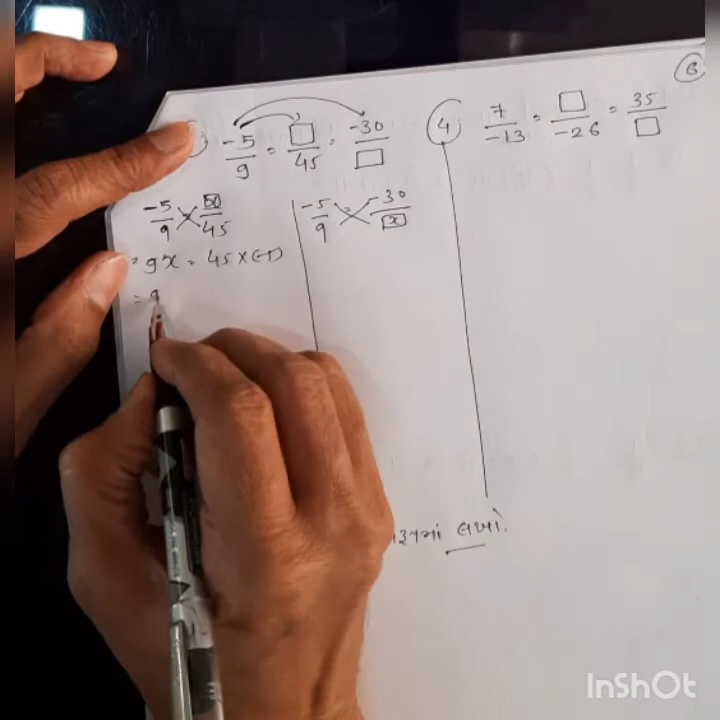 -5/9 = □/45 = -30/□
-5/9 × x/45
= 9x = 45×(-5)
= 9
-5/9 = -30/x
④ 7/-13 = □/-26 = 35/□
⑥
લખો.
InShOt